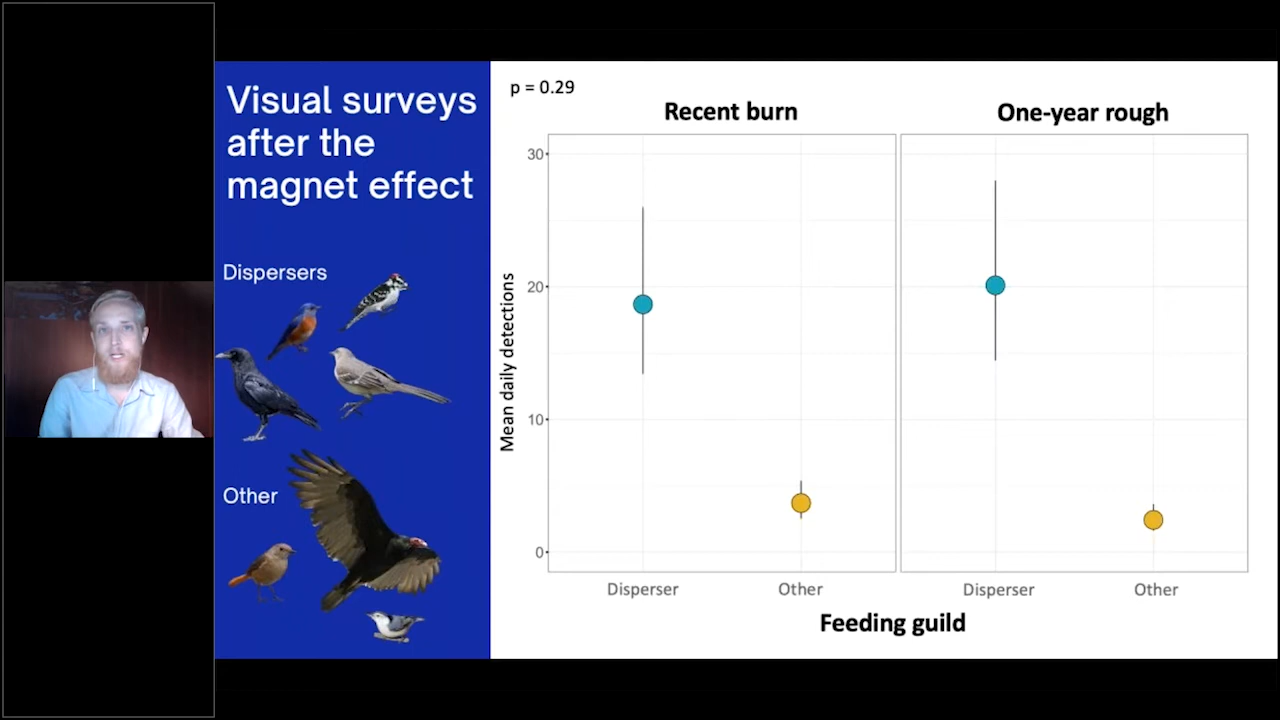 Visual surveys
after the
magnet effect
Dispersers
Other
p = 0.29
Recent burn
One-year rough
Mean daily detections
30
20
10
0
Disperser
Other
Disperser
Other
Feeding guild